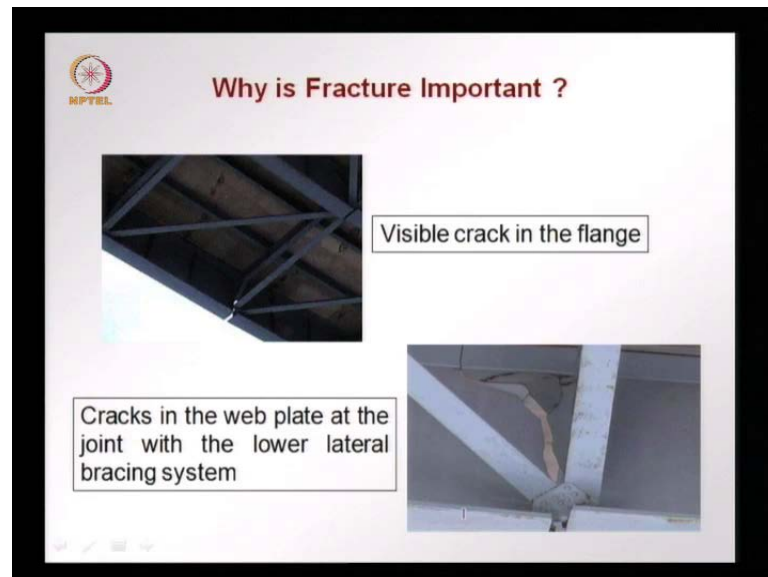 NPTEL
Why is Fracture Important ?
Visible crack in the flange
Cracks in the web plate at the
joint with the lower lateral
bracing system